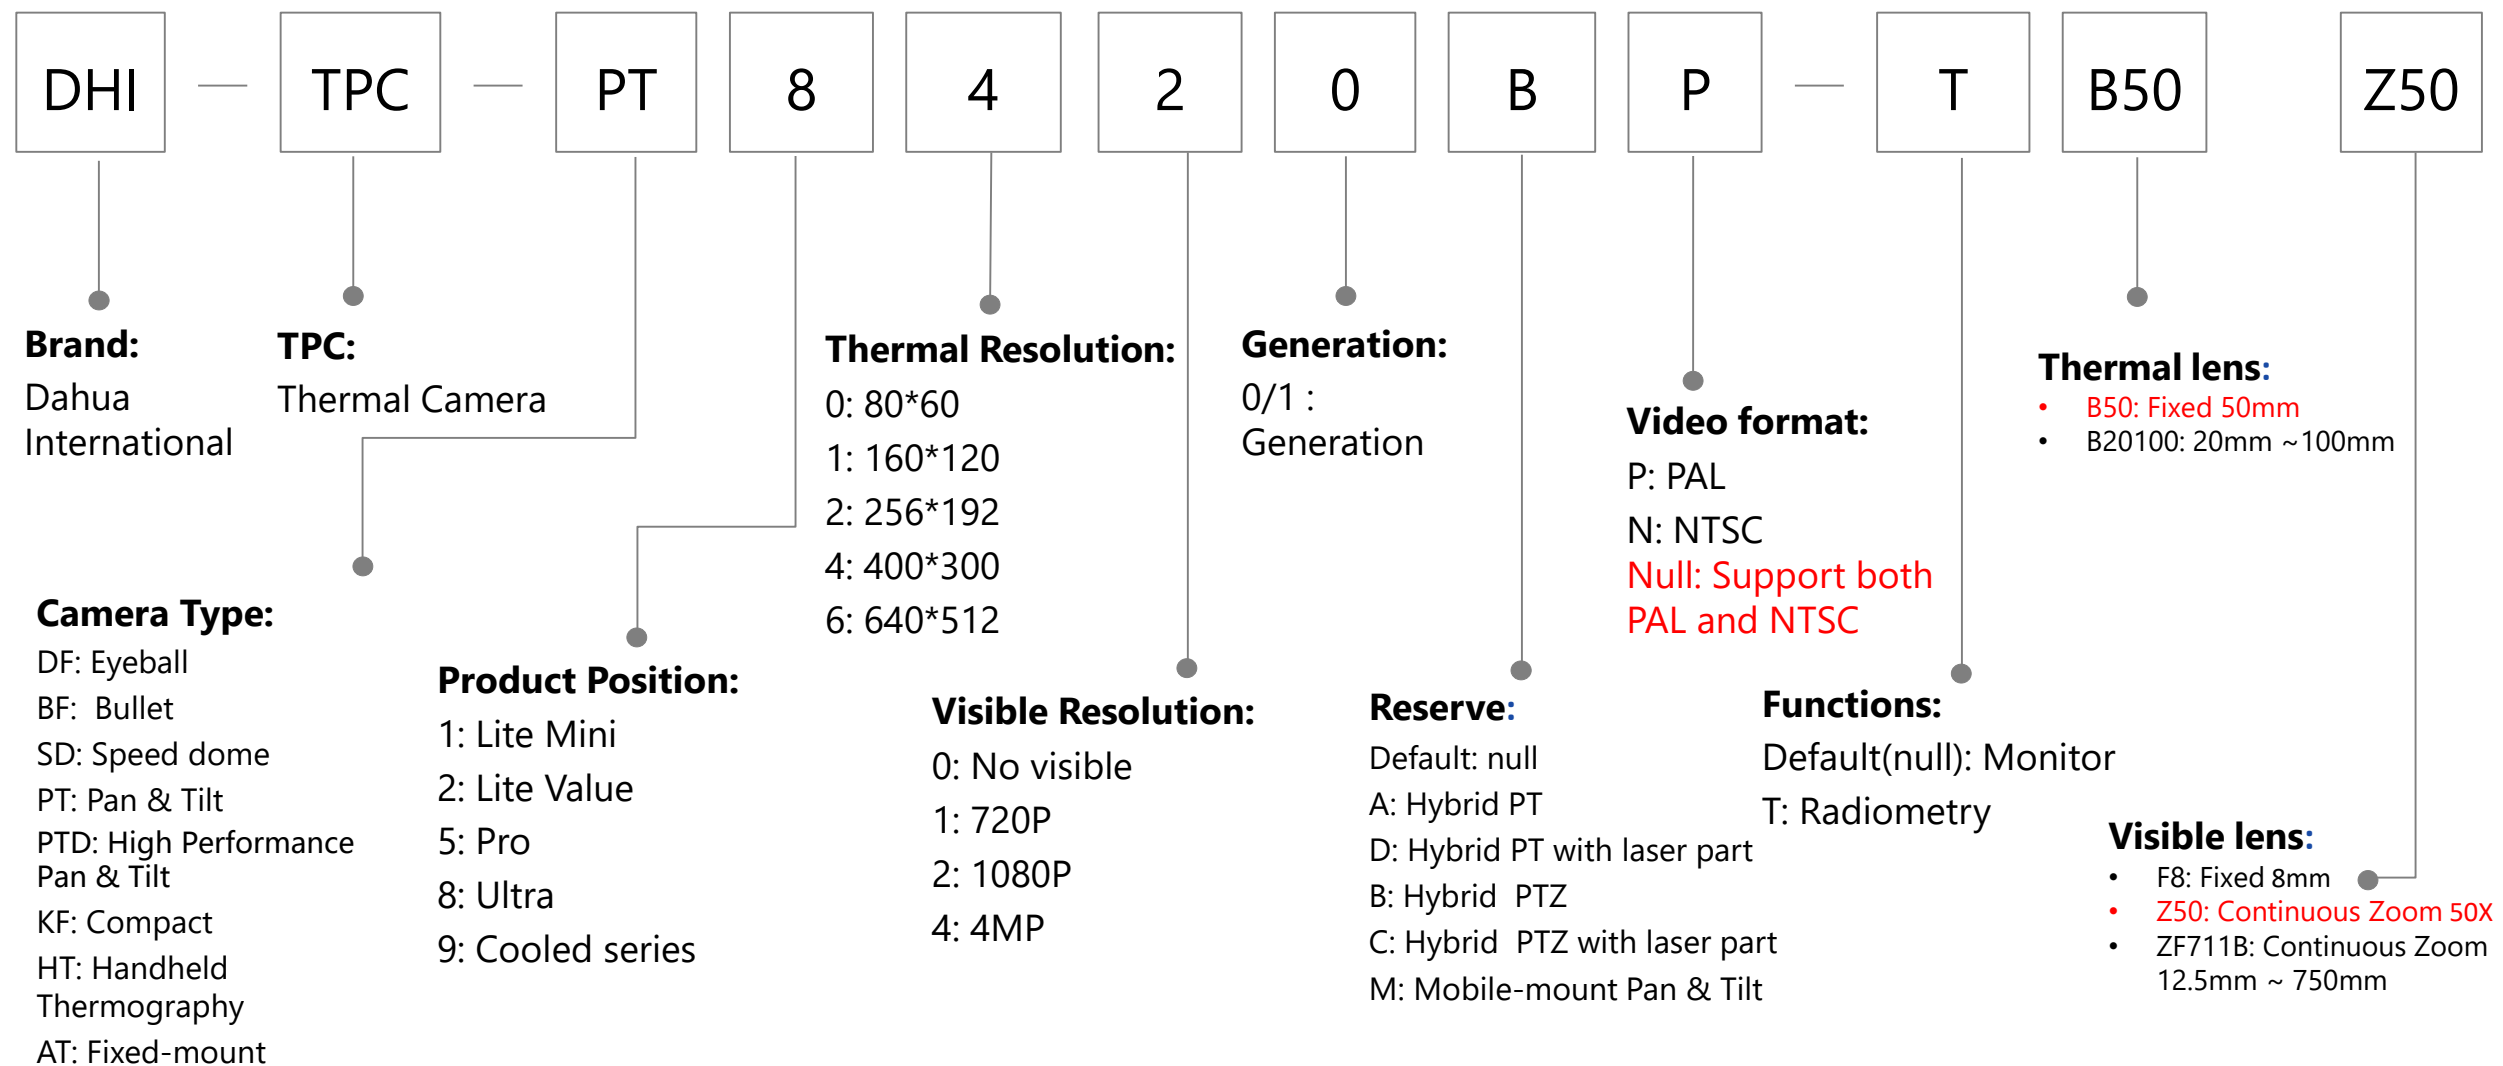 DHI — TPC — PT 8 4 2 0 B P — T B50 Z50
Brand:
Dahua
International
TPC:
Thermal Camera
Camera Type:
DF: Eyeball
BF:  Bullet
SD: Speed dome
PT: Pan & Tilt
PTD: High Performance
Pan & Tilt
KF: Compact
HT: Handheld
Thermography
AT: Fixed-mount
Product Position:
1: Lite Mini
2: Lite Value
5: Pro
8: Ultra
9: Cooled series
Thermal Resolution:
0: 80*60
1: 160*120
2: 256*192
4: 400*300
6: 640*512
Visible Resolution:
0: No visible
1: 720P
2: 1080P
4: 4MP
Generation:
0/1 :
Generation
Reserve:
Default: null
A: Hybrid PT
D: Hybrid PT with laser part
B: Hybrid  PTZ
C: Hybrid  PTZ with laser part
M: Mobile-mount Pan & Tilt
Video format:
P: PAL
N: NTSC
Null: Support both
PAL and NTSC
Functions:
Default(null): Monitor
T: Radiometry
Thermal lens:
• B50: Fixed 50mm
• B20100: 20mm ~100mm
Visible lens:
• F8: Fixed 8mm
• Z50: Continuous Zoom 50X
• ZF711B: Continuous Zoom
12.5mm ~ 750mm